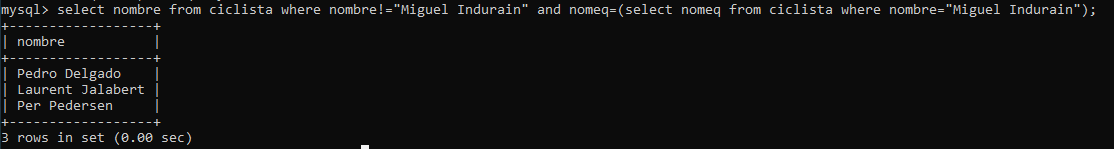 mysql> select nombre from ciclista where nombre!="Miguel Indurain" and nomeq=(select nomeq from ciclista where nombre="Miguel Indurain");
+------------------+
| nombre           |
+------------------+
| Pedro Delgado    |
| Laurent Jalabert |
| Per Pedersen     |
+------------------+
3 rows in set (0.00 sec)